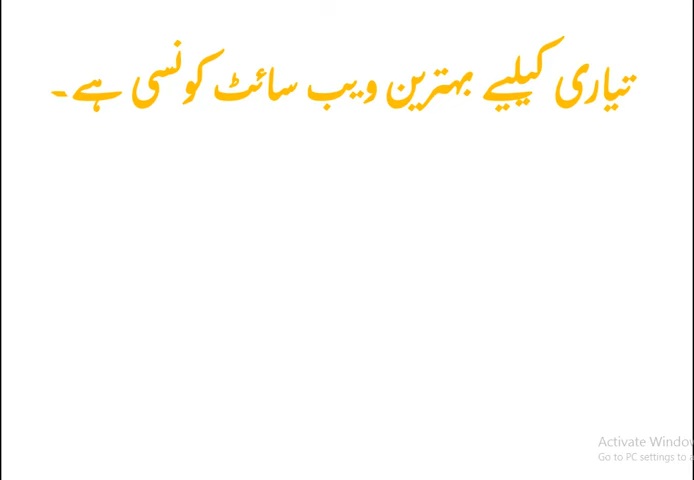 تیاری کیلیے بہترین ویب سائٹ کونسی ہے۔
Activate Window
Go to PC settings to a